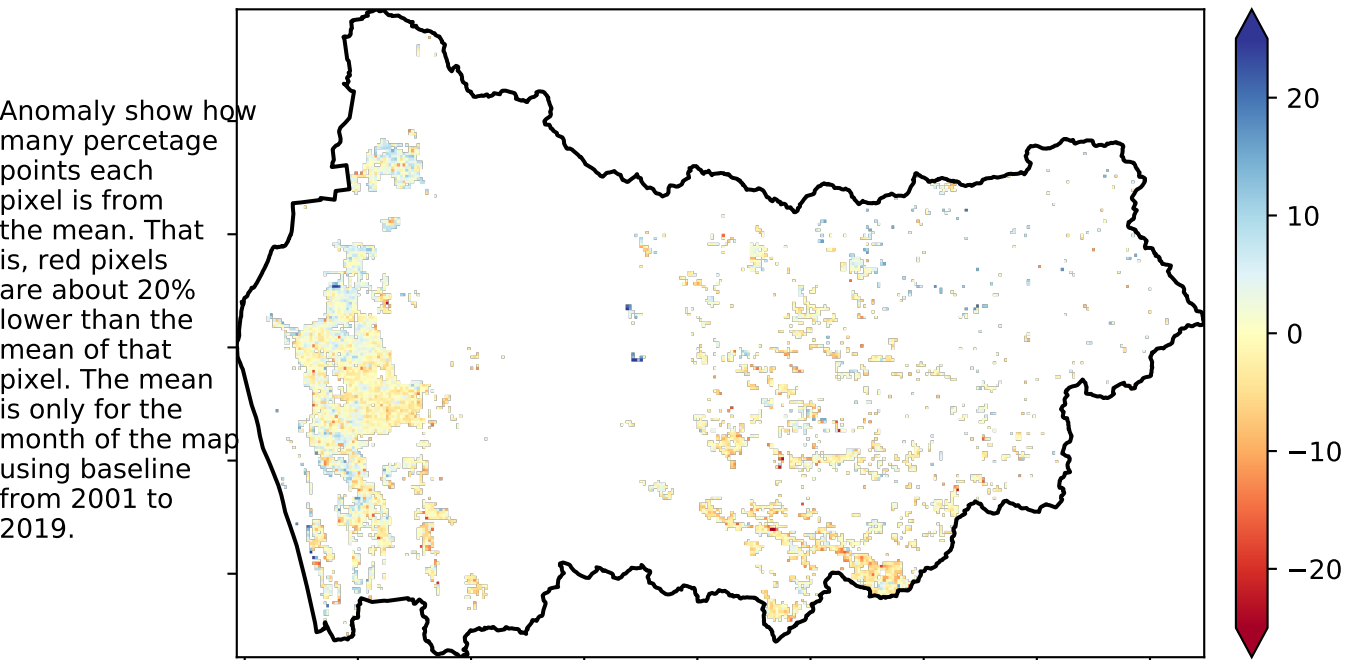 Anomaly show how
many percetage
points each
pixel is from
the mean. That
is, red pixels
are about 20%
lower than the
mean of that
pixel. The mean
is only for the
month of the map
using baseline
from 2001 to
2019.
20
10
0
−10
−20